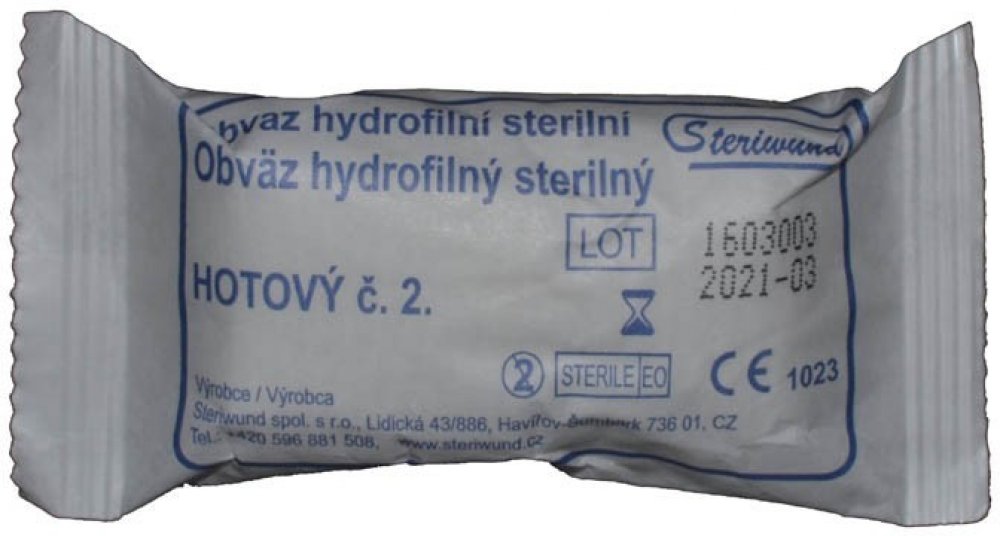 bvaz hydrofilní sterilní
Steriwund
Obväz hydrofilný sterilný
LOT
1603003
2021-03
HOTOVÝ č. 2.
2 STERILE EO CE 1023
Výrobce / Výrobca
Steriwund spol. s r.o., Lidická 43/886, Havířov-Šumbark 736 01, CZ
Tel.: +420 596 881 508, www.steriwund.cz